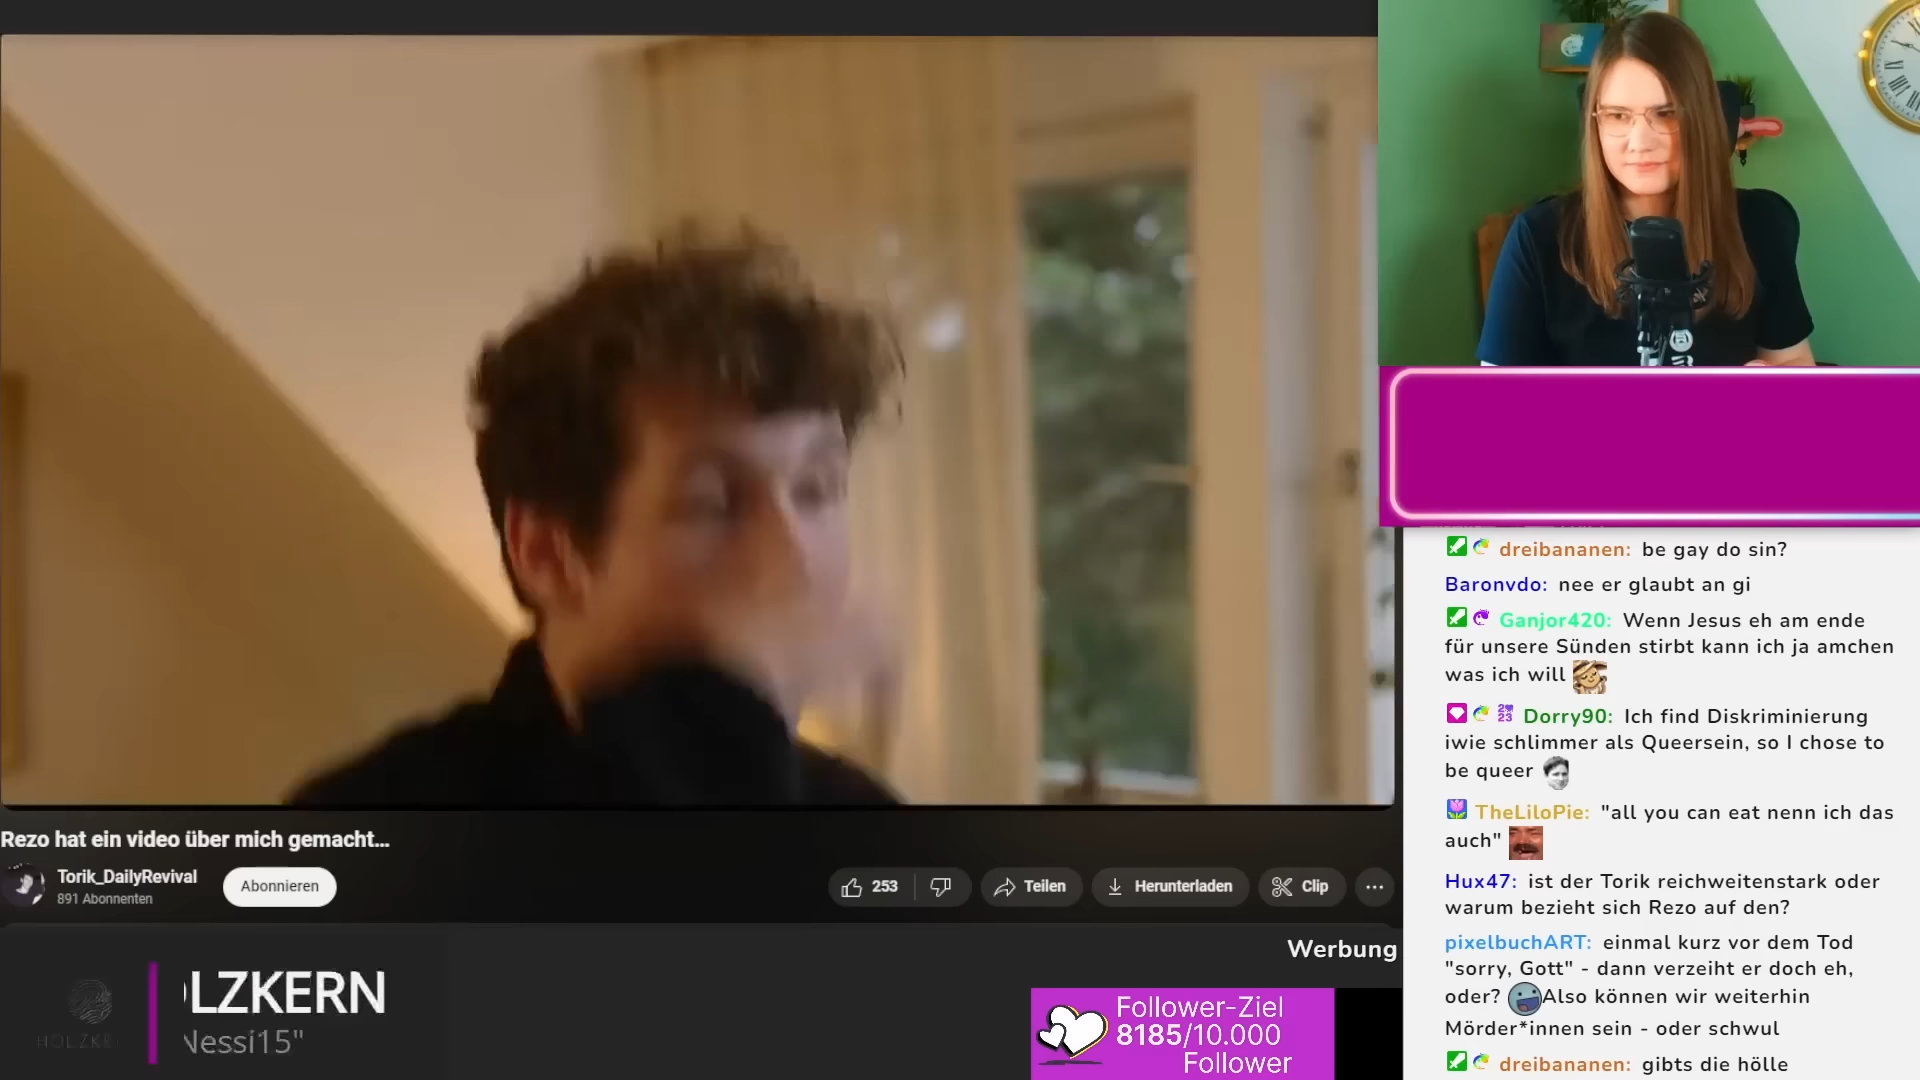 Rezo hat ein video über mich gemacht...
Torik_DailyRevival
891 Abonnenten
Abonnieren
253
Teilen
Herunterladen
Clip
Werbung
LZKERN
Nessi15"
Follower-Ziel
8185/10.000
Follower
dreibananen: be gay do sin?
Baronvdo: nee er glaubt an gi
Ganjor420: Wenn Jesus eh am ende
für unsere Sünden stirbt kann ich ja amchen
was ich will
Dorry90: Ich find Diskriminierung
iwie schlimmer als Queersein, so I chose to
be queer
TheLiloPie: "all you can eat nenn ich das
auch"
Hux47: ist der Torik reichweitenstark oder
warum bezieht sich Rezo auf den?
pixelbuchART: einmal kurz vor dem Tod
"sorry, Gott" - dann verzeiht er doch eh,
oder? Also können wir weiterhin
Mörder*innen sein - oder schwul
dreibananen: gibts die hölle